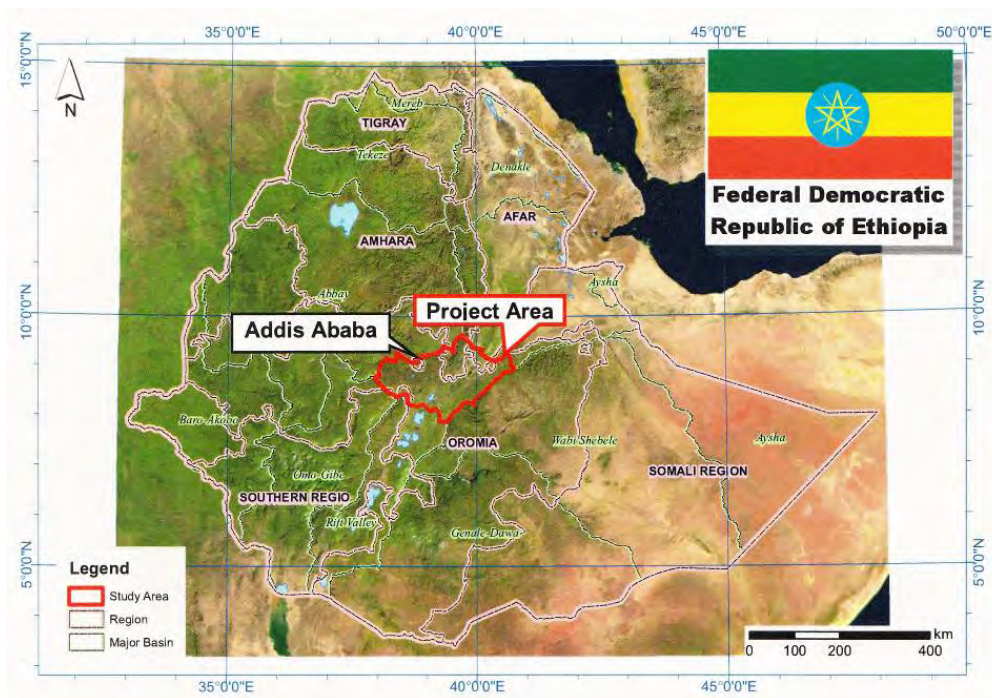 35°0'0"E
40°0'0"E
45°0'0"E
50°0'0"E
15°0'0"N
15°0'0"N
N
Mereb
TIGRAY
Tekeze
Denakle
AFAR
AMHARA
Federal Democratic
Republic of Ethiopia
Aysha
Abbay
10°0'0"N
10°0'0"N
Project Area
Addis Ababa
Baro-Akobo
OROMIA
Wabi Shebele
Aysha
Omo-Gibe
SOUTHERN REGIO
SOMALI REGION
Rift Valley
Genale-Dawa
5°0'0"N
5°0'0"N
Legend
Study Area
Region
Major Basin
km
0 100 200 400
35°0'0"E
40°0'0"E
45°0'0"E